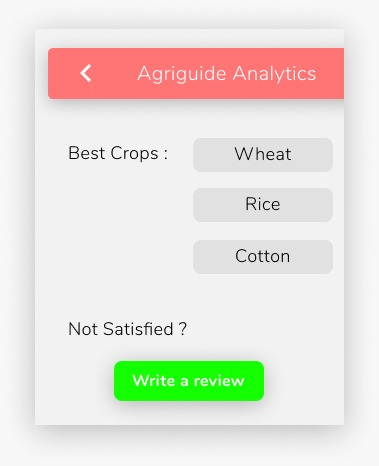 Agriguide Analytics
Best Crops : Wheat
Rice
Cotton
Not Satisfied ?
Write a review